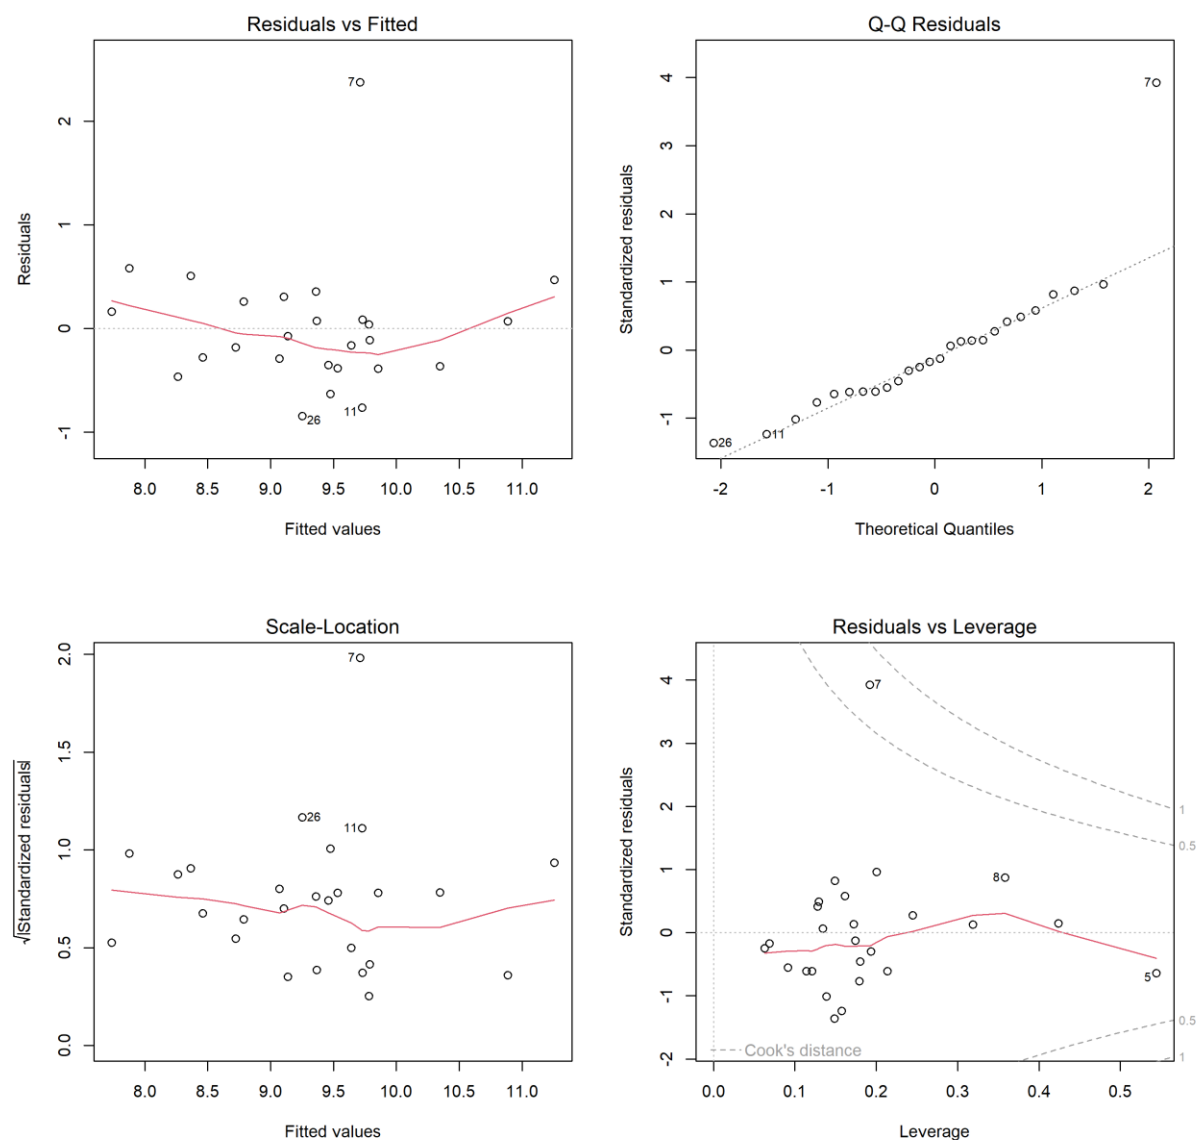 Residuals vs Fitted
Residuals
2
1
0
-1
7
26
11
8.0 8.5 9.0 9.5 10.0 10.5 11.0
Fitted values
Q-Q Residuals
Standardized residuals
4
3
2
1
0
-1
7
26
11
-2 -1 0 1 2
Theoretical Quantiles
Scale-Location
√|Standardized residuals|
2.0
1.5
1.0
0.5
0.0
7
26
11
8.0 8.5 9.0 9.5 10.0 10.5 11.0
Fitted values
Residuals vs Leverage
Standardized residuals
4
3
2
1
0
-1
-2
7
8
5
1
0.5
0.5
1
Cook's distance
0.0 0.1 0.2 0.3 0.4 0.5
Leverage